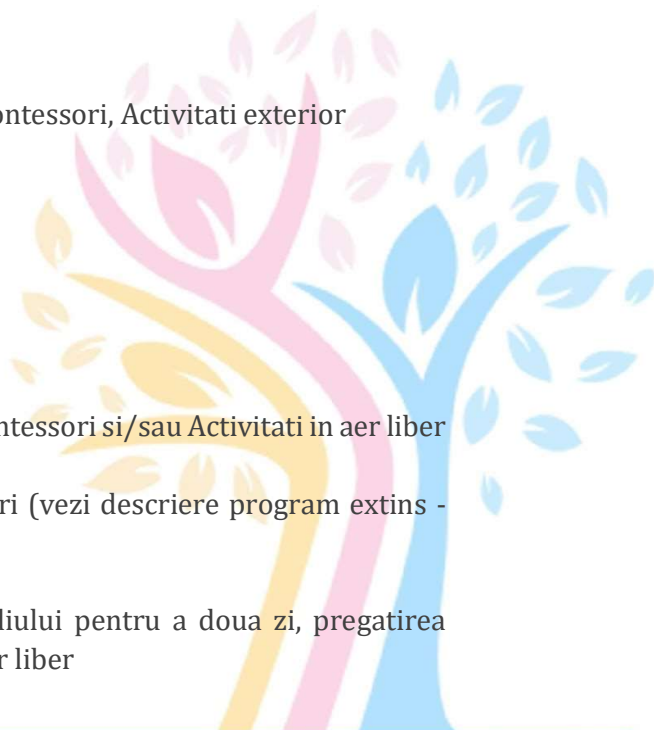 ontessori, Activitati exterior
ntessori si/sau Activitati in aer liber
ri (vezi descriere program extins -
liului pentru a doua zi, pregatirea
r liber